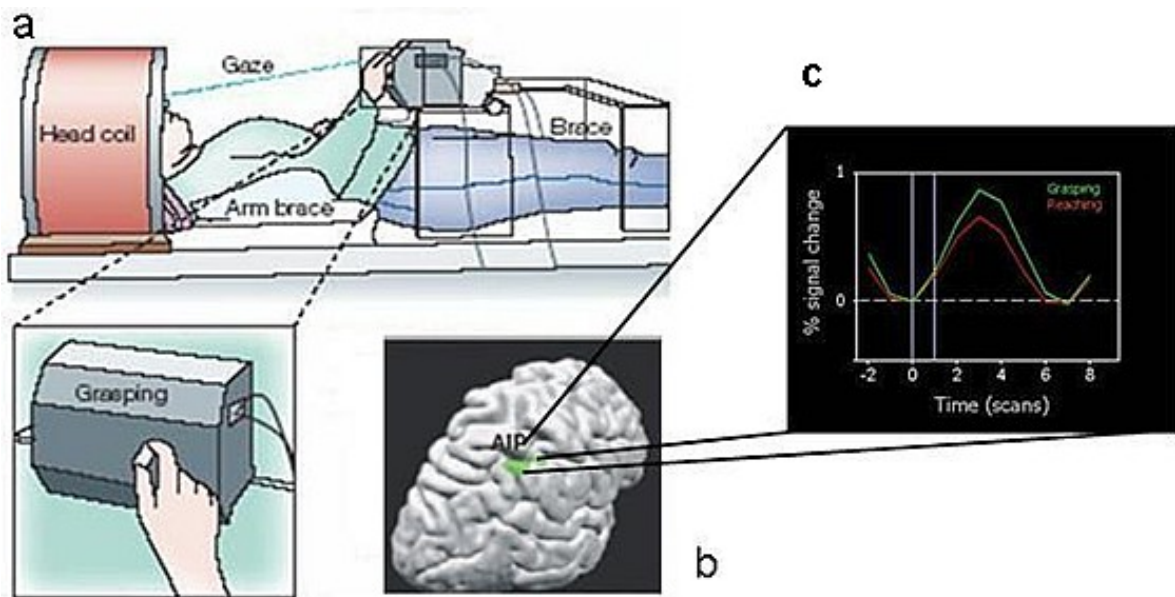 a
Gaze
Head coil
Brace
Arm brace
Grasping
AIP
b
c
Grasping
Reaching
% signal change
1
0
-2 0 2 4 6 8
Time (scans)